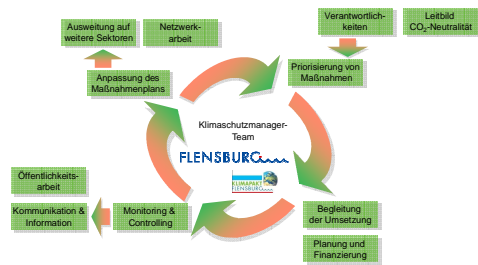 Ausweitung auf
weitere Sektoren
Netzwerk-
arbeit
Verantwortlich-
keiten
Leitbild
CO₂-Neutralität
Anpassung des
Maßnahmenplans
Priorisierung von
Maßnahmen
Klimaschutzmanager-
Team
FLENSBURG
KLIMAPAKT
FLENSBURG
Öffentlichkeits-
arbeit
Kommunikation &
Information
Monitoring &
Controlling
Begleitung
der Umsetzung
Planung und
Finanzierung